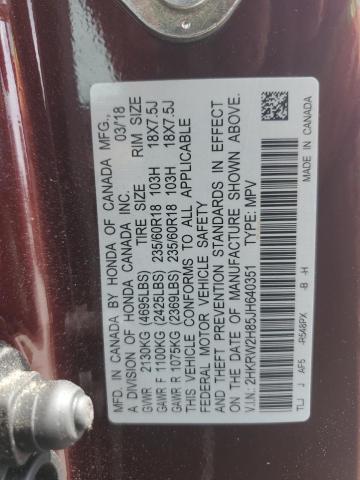 MFD. IN CANADA BY HONDA OF CANADA MFG.,
A DIVISION OF HONDA CANADA INC. 03/18
GVWR 2130KG (4695LBS) TIRE SIZE RIM SIZE
GAWR F 1100KG (2425LBS) 235/60R18 103H 18X7.5J
GAWR R 1075KG (2369LBS) 235/60R18 103H 18X7.5J
THIS VEHICLE CONFORMS TO ALL APPLICABLE
FEDERAL MOTOR VEHICLE SAFETY AND
THEFT PREVENTION STANDARDS IN EFFECT
ON THE DATE OF MANUFACTURE SHOWN ABOVE.
V.I.N.: 2HKRW2H85JH640351 TYPE: MPV
TLJ J AF5 -R548PX -B -H MADE IN CANADA